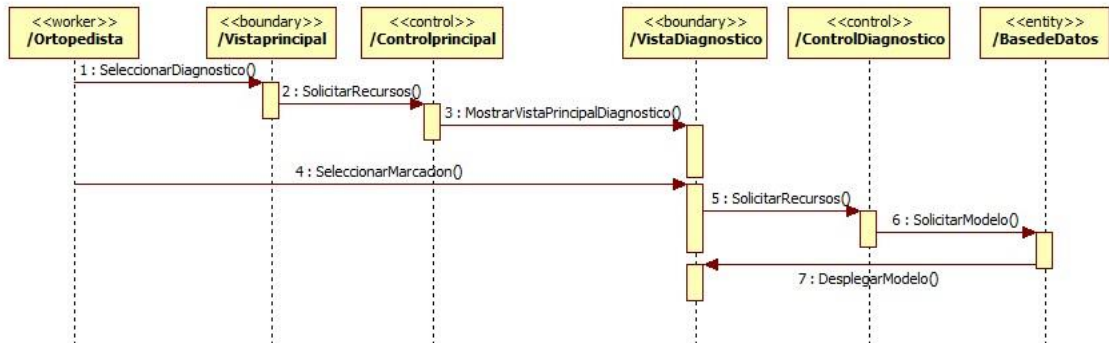 <<worker>>
/Ortopedista
<<boundary>>
/Vistaprincipal
<<control>>
/Controlprincipal
<<boundary>>
/VistaDiagnostico
<<control>>
/ControlDiagnostico
<<entity>>
/BasedeDatos
1 : SeleccionarDiagnostico()
2 : SolicitarRecursos()
3 : MostrarVistaPrincipalDiagnostico()
4 : SeleccionarMarcadon()
5 : SolicitarRecursos()
6 : SolicitarModelo()
7 : DesplegarModelo()